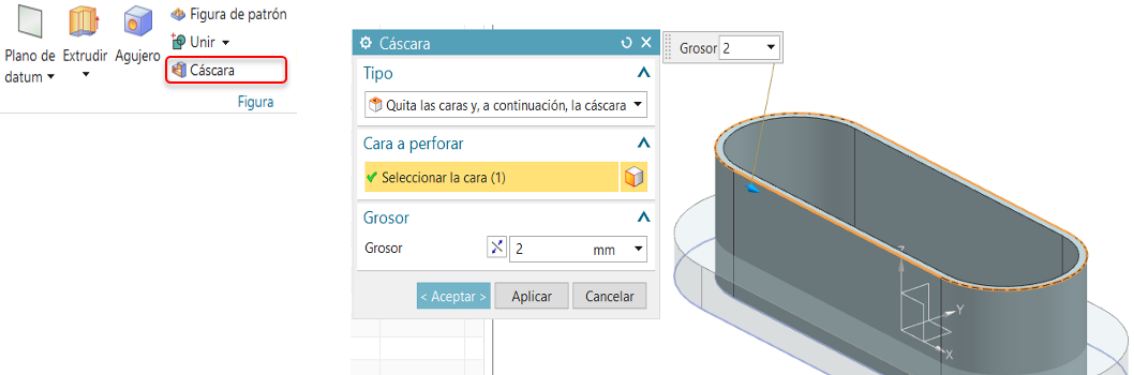 Figura de patrón
Unir
Plano de datum
Extrudir
Agujero
Cáscara
Figura
Cáscara
Tipo
Quita las caras y, a continuación, la cáscara
Cara a perforar
Seleccionar la cara (1)
Grosor
Grosor 2 mm
< Aceptar > Aplicar Cancelar
Grosor 2
Z
Y
X